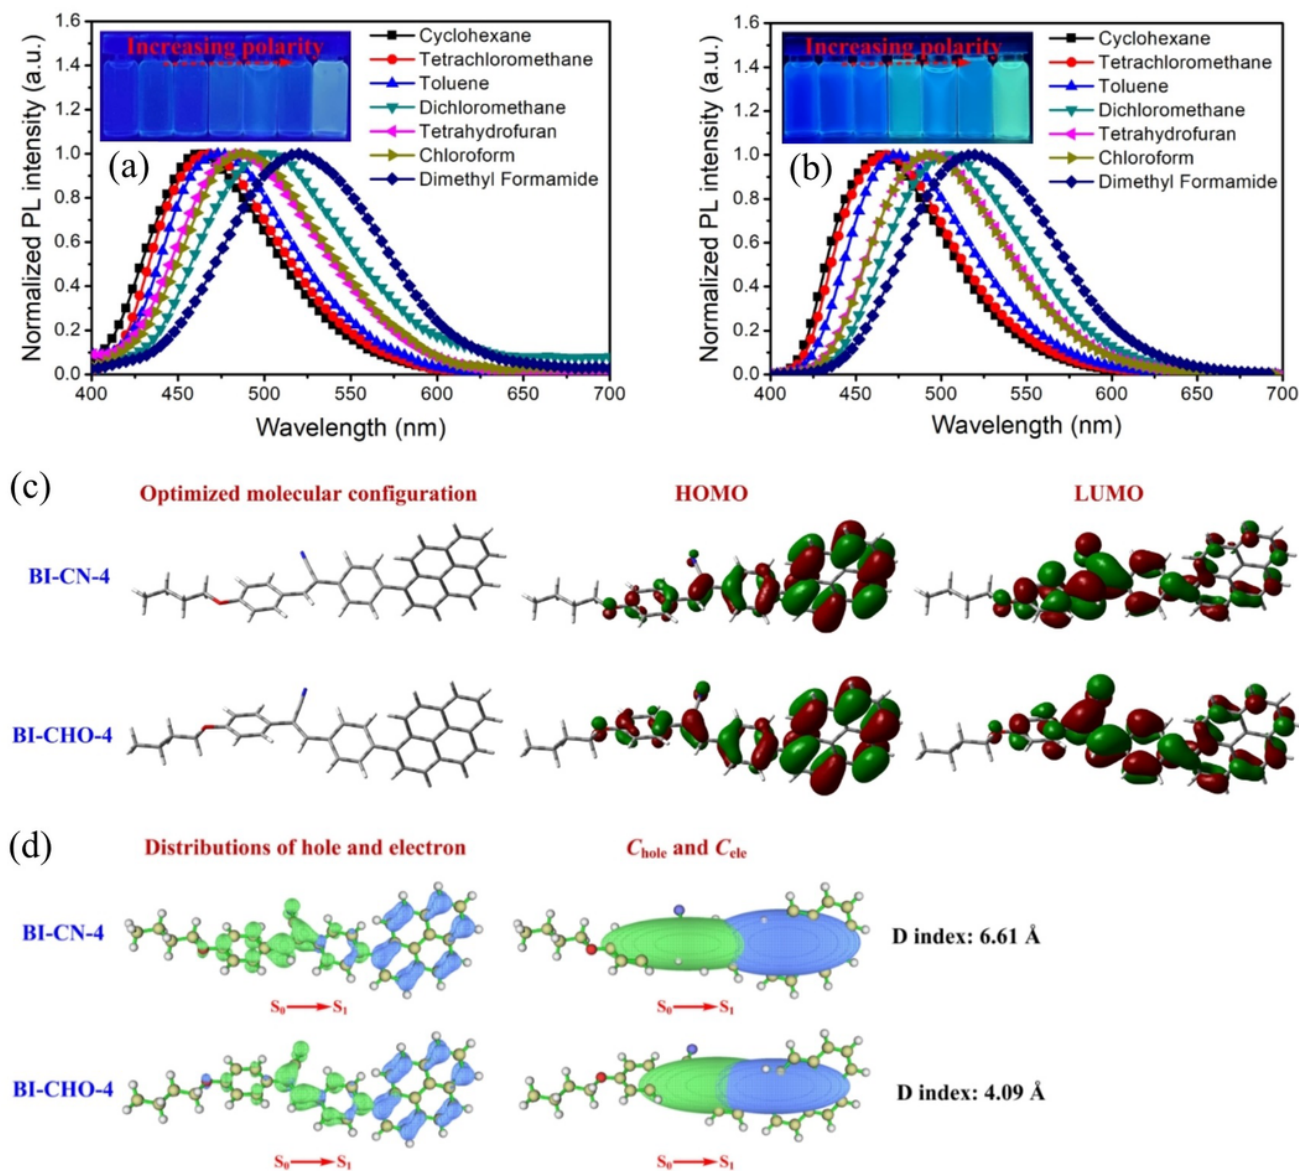 Normalized PL intensity (a.u.)
1.6
1.4
1.2
1.0
0.8
0.6
0.4
0.2
0.0
Increasing polarity
(a)
Cyclohexane
Tetrachloromethane
Toluene
Dichloromethane
Tetrahydrofuran
Chloroform
Dimethyl Formamide
400 450 500 550 600 650 700
Wavelength (nm)
Normalized PL intensity (a.u.)
1.6
1.4
1.2
1.0
0.8
0.6
0.4
0.2
0.0
Increasing polarity
(b)
Cyclohexane
Tetrachloromethane
Toluene
Dichloromethane
Tetrahydrofuran
Chloroform
Dimethyl Formamide
400 450 500 550 600 650 700
Wavelength (nm)
(c)
Optimized molecular configuration HOMO LUMO
BI-CN-4
BI-CHO-4
(d)
Distributions of hole and electron Chole and Cele
BI-CN-4 D index: 6.61 Å
S0 S1 S0 S1
BI-CHO-4 D index: 4.09 Å
S0 S1 S0 S1